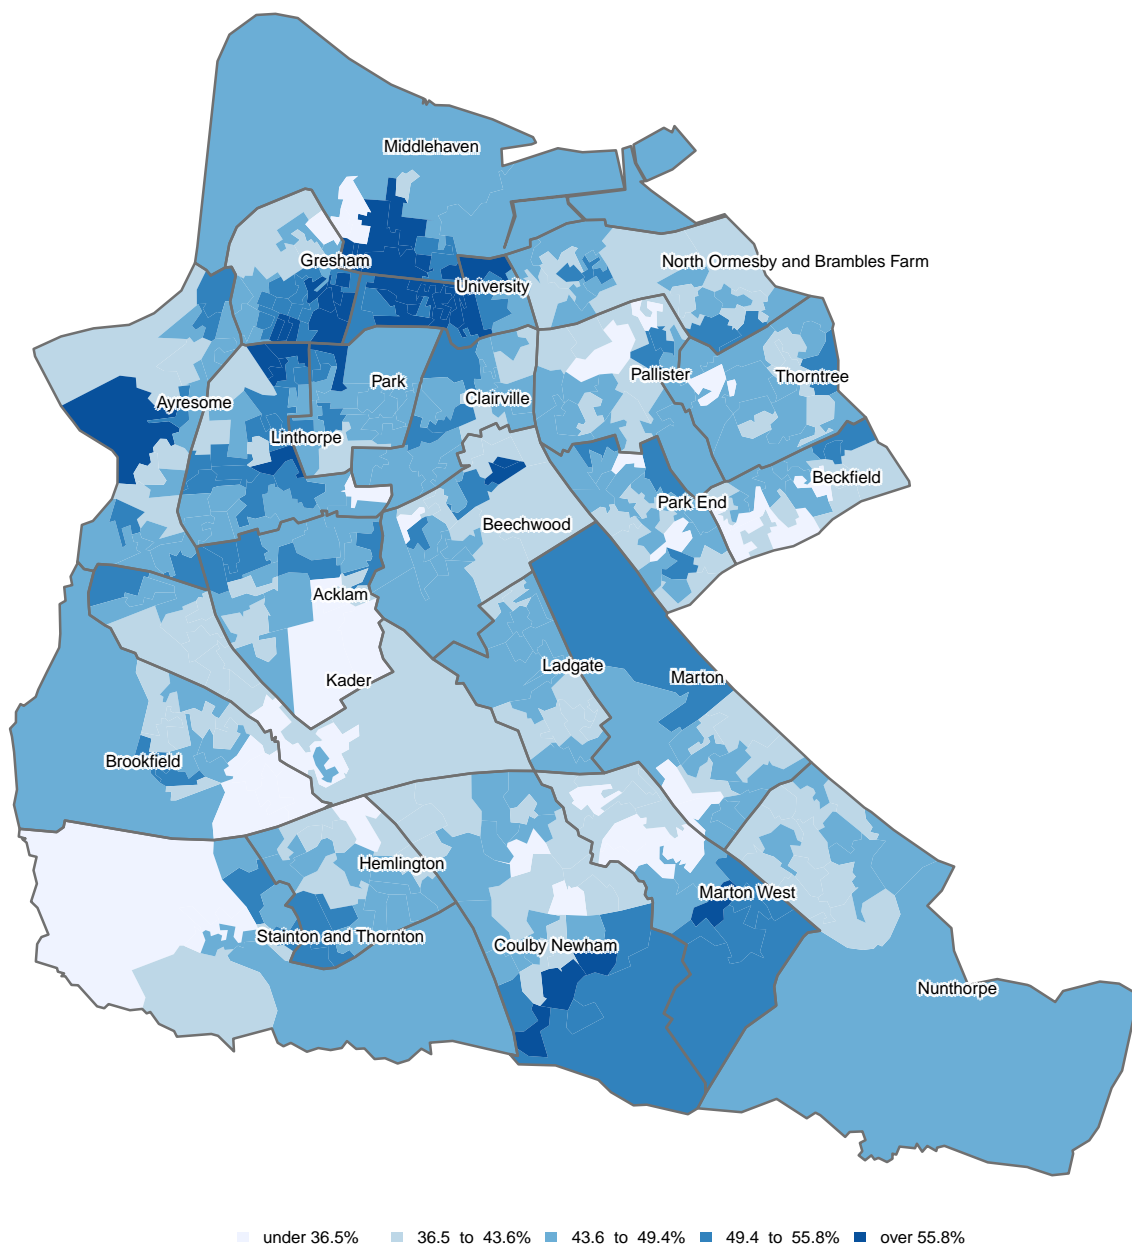 Middlehaven
Gresham
North Ormesby and Brambles Farm
University
Pallister
Thorntree
Park
Ayresome
Clairville
Linthorpe
Beckfield
Park End
Beechwood
Acklam
Ladgate
Marton
Kader
Brookfield
Hemlington
Marton West
Stainton and Thornton
Coulby Newham
Nunthorpe
under 36.5% 36.5 to 43.6% 43.6 to 49.4% 49.4 to 55.8% over 55.8%